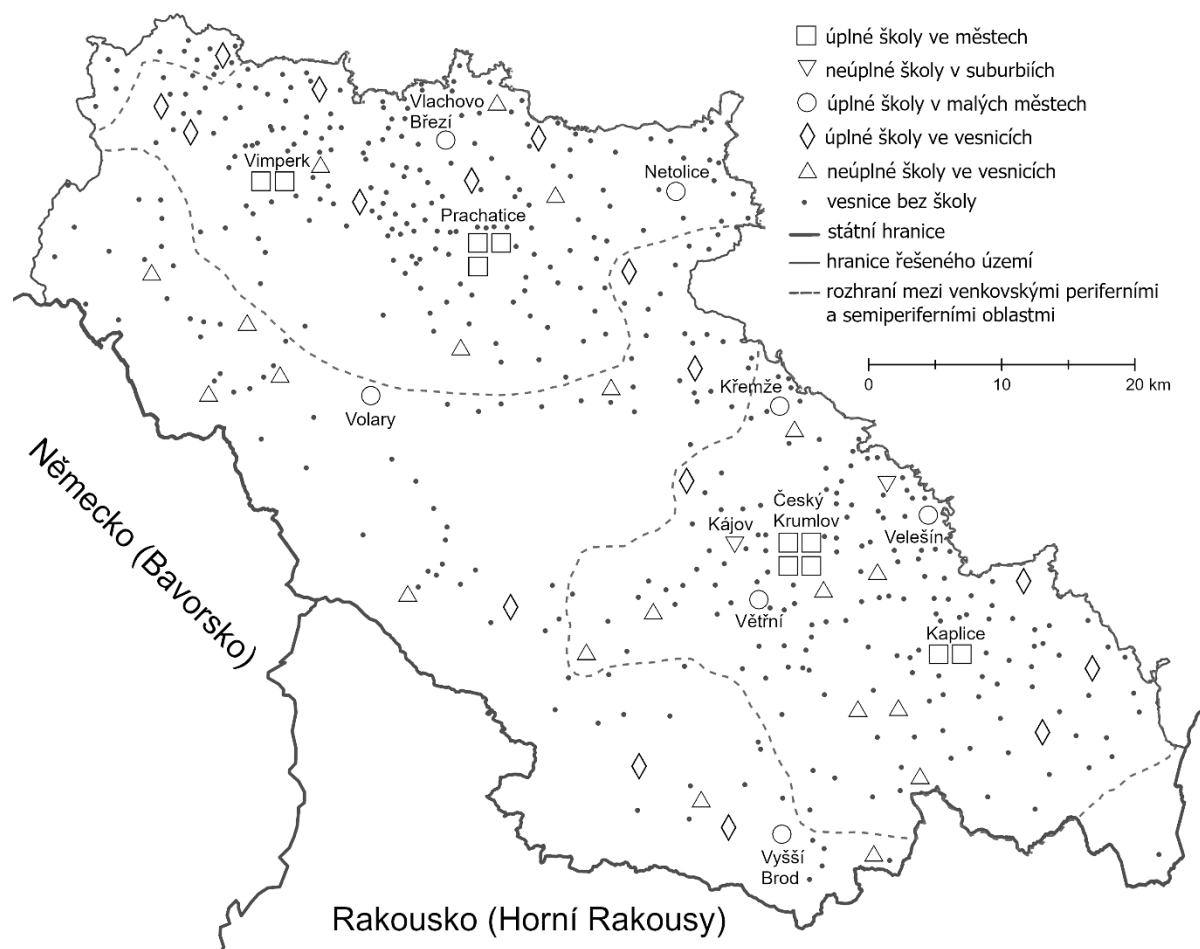 úplné školy ve městech
neúplné školy v suburbiích
úplné školy v malých městech
úplné školy ve vesnicích
neúplné školy ve vesnicích
vesnice bez školy
státní hranice
hranice řešeného území
rozhraní mezi venkovskými periferními
a semiperiferními oblastmi
0
10
20 km
Vlachovo
Březí
Vimperk
Netolice
Prachatice
Křemže
Volary
Německo (Bavorsko)
Český
Krumlov
Kájov
Velešín
Větřní
Kaplice
Vyšší
Brod
Rakousko (Horní Rakousy)